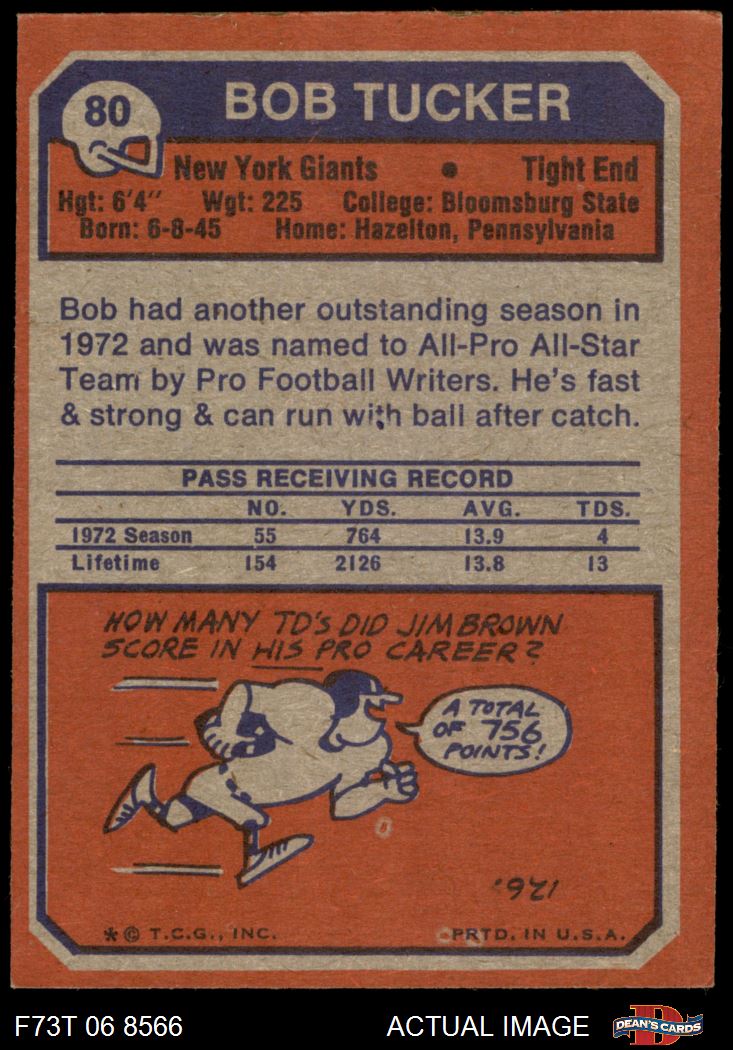 80
BOB TUCKER
New York Giants • Tight End
Hgt: 6'4" Wgt: 225 College: Bloomsburg State
Born: 6-8-45 Home: Hazelton, Pennsylvania
Bob had another outstanding season in
1972 and was named to All-Pro All-Star
Team by Pro Football Writers. He's fast
& strong & can run with ball after catch.
PASS RECEIVING RECORD
NO. YDS. AVG. TDS.
1972 Season 55 764 13.9 4
Lifetime 154 2126 13.8 13
HOW MANY TD'S DID JIM BROWN
SCORE IN HIS PRO CAREER?
A TOTAL
OF 756
POINTS!
126.
* © T.C.G., INC. PRTD. IN U.S.A.
F73T 06 8566 ACTUAL IMAGE DEAN'S CARDS